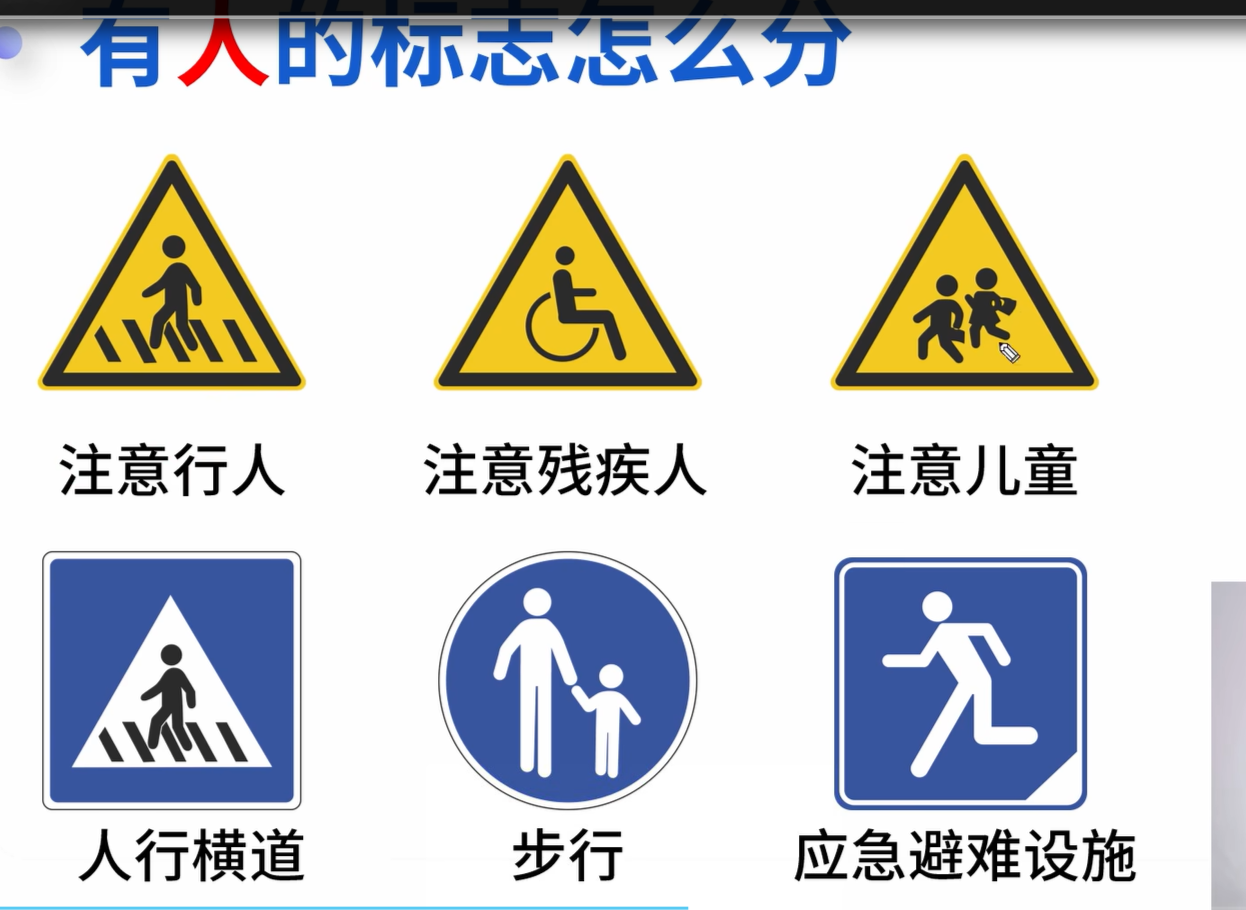 有人的标志怎么分
注意行人
注意残疾人
注意儿童
人行横道
步行
应急避难设施